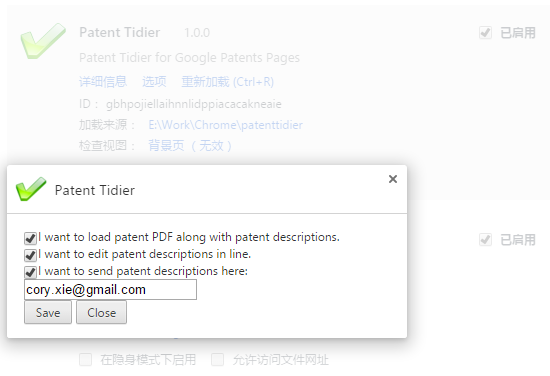 Patent Tidier 1.0.0
已启用
Patent Tidier for Google Patents Pages
详细信息 选项 重新加载 (Ctrl+R)
ID： gbhpojiellaihnnlidppiacacakneaie
加载来源： E:\Work\Chrome\patenttidier
检查视图： 背景页（无效）
Patent Tidier
已启用
I want to load patent PDF along with patent descriptions.
I want to edit patent descriptions in line.
I want to send patent descriptions here:
cory.xie@gmail.com
Save Close
在隐身模式下启用 允许访问文件网址